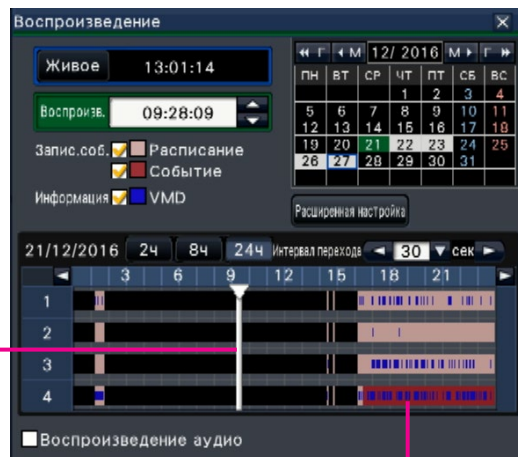 Воспроизведение
Живое 13:01:14
Воспроизв. 09:28:09
Запис.соб. Расписание
Событие
Информация VMD
Г М 12/ 2016 М Г
ПН ВТ СР ЧТ ПТ СБ ВС
1 2 3 4
5 6 7 8 9 10 11
12 13 14 15 16 17 18
19 20 21 22 23 24 25
26 27 28 29 30 31
Расширенная настройка
21/12/2016 2ч 8ч 24ч Интервал перехода 30 сек
3 6 9 12 15 18 21
1
2
3
4
Воспроизведение аудио